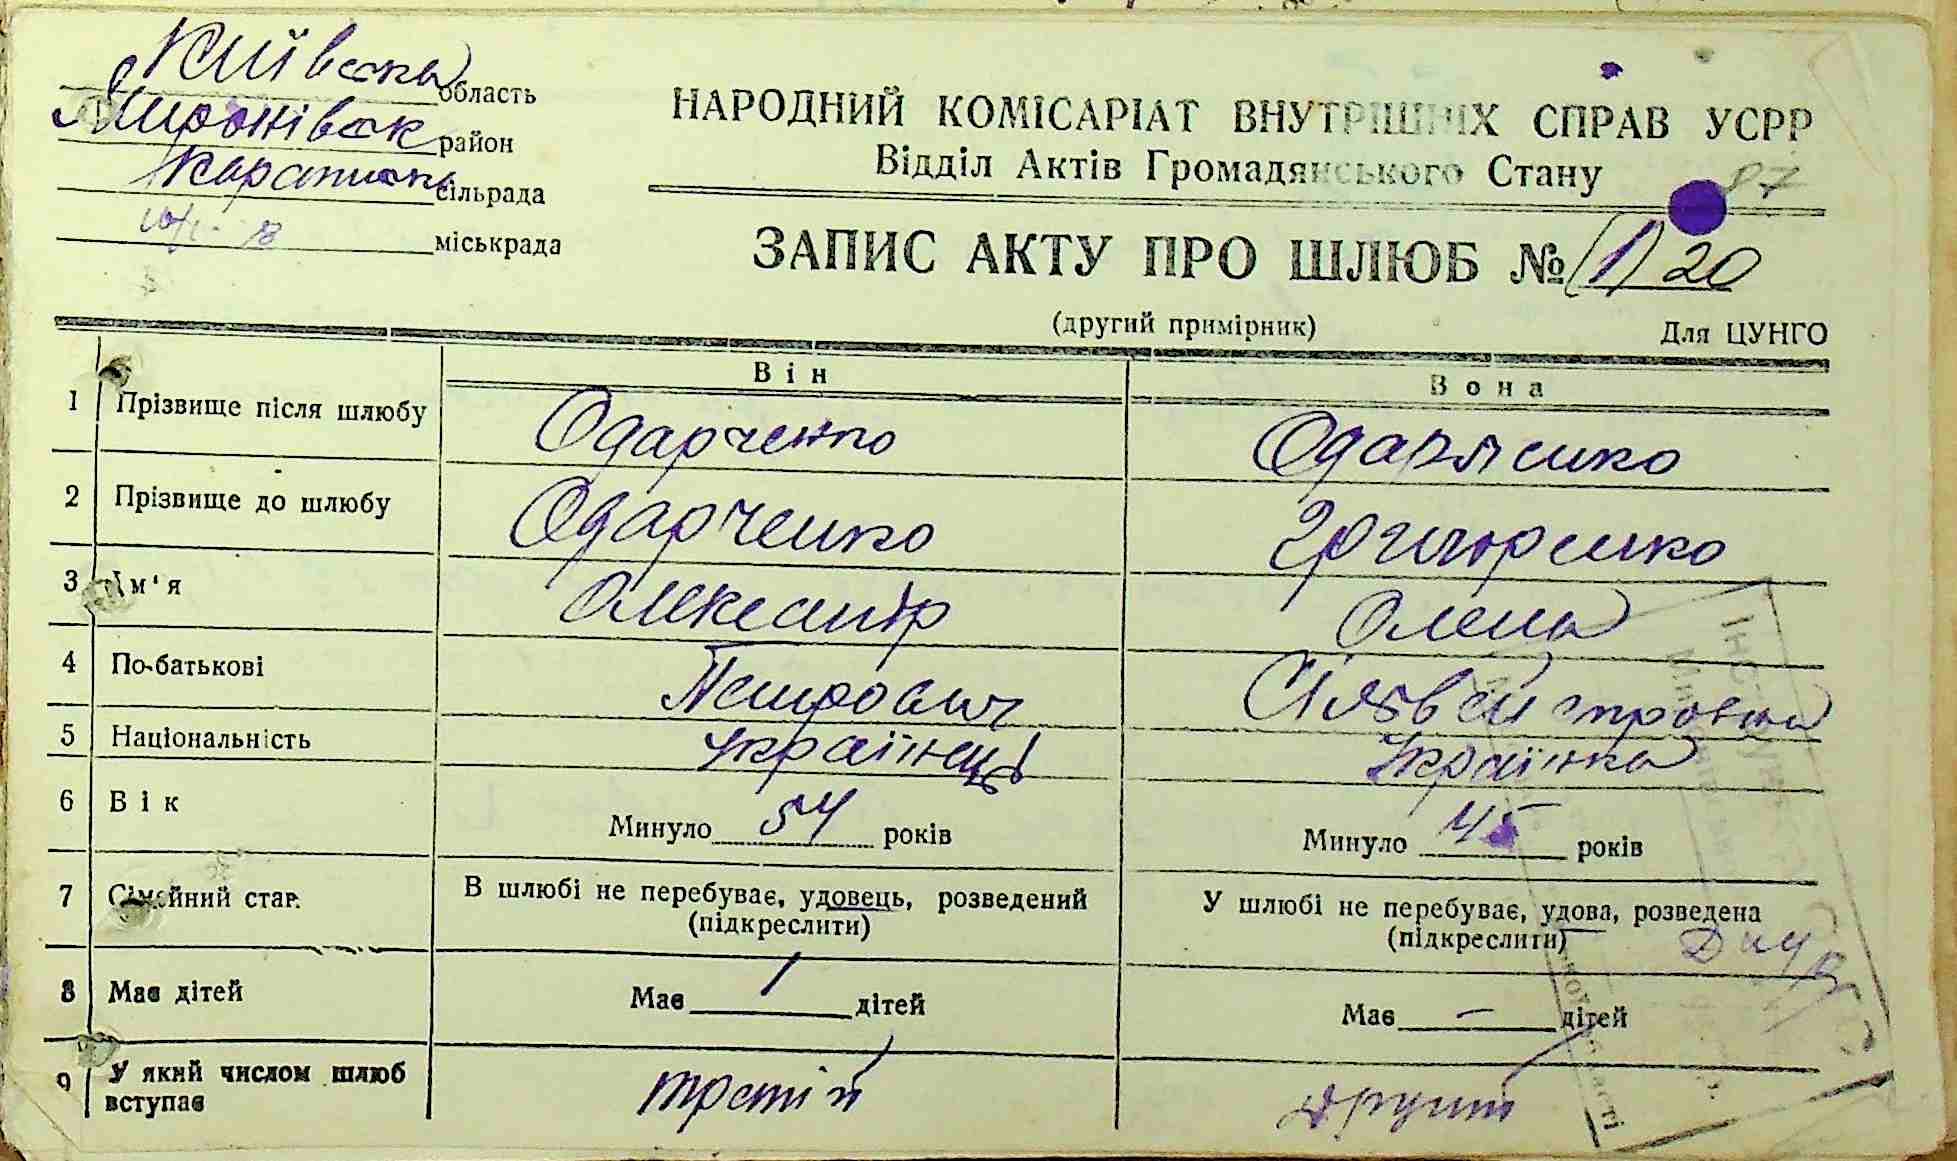 Київська область
Миронівськ район
Караписька сільрада
міськрада
НАРОДНИЙ КОМІСАРІАТ ВНУТРІШНІХ СПРАВ УСРР
Відділ Актів Громадянського Стану
87
ЗАПИС АКТУ ПРО ШЛЮБ № (1) 20
(другий примірник) Для ЦУНГО
Він Вона
1 Прізвище після шлюбу Одарченко Одарченко
2 Прізвище до шлюбу Одарченко Григоренко
3 Ім'я Олександр Олена
4 По-батькові Петрович Сільвейстровна
5 Національність українець українка
6 Вік Минуло 54 років Минуло 45 років
7 Сімейний стан В шлюбі не перебуває, удовець, розведений У шлюбі не перебуває, удова, розведена
(підкреслити) (підкреслити)
8 Має дітей Має 1 дітей Має — дітей
9 У який числом шлюб вступає третій другий